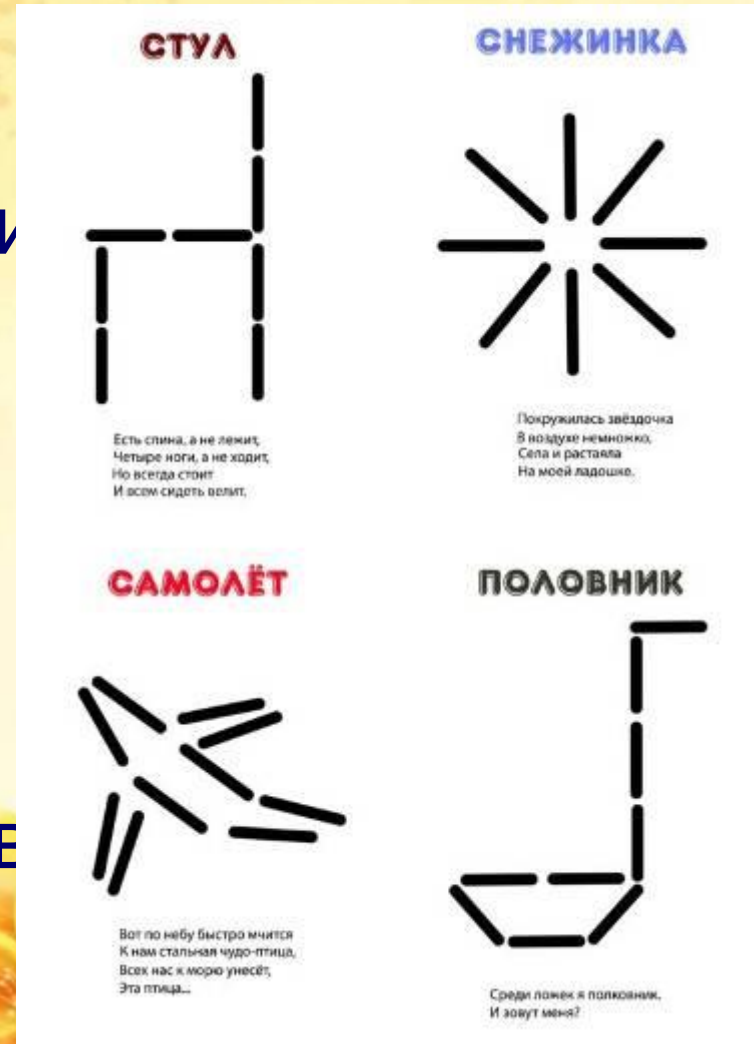 СТУЛ
Есть спина, а не лежит,
Четыре ноги, а не ходит,
Но всегда стоит
И всем сидеть велит.
СНЕЖИНКА
Покружилась звёздочка
В воздухе немножко,
Села и растаяла
На моей ладошке.
САМОЛЁТ
Вот по небу быстро мчится
К нам стальная чудо-птица,
Всех нас к морю унесёт,
Эта птица...
ПОЛОВНИК
Среди ложек я полковник.
И зовут меня?